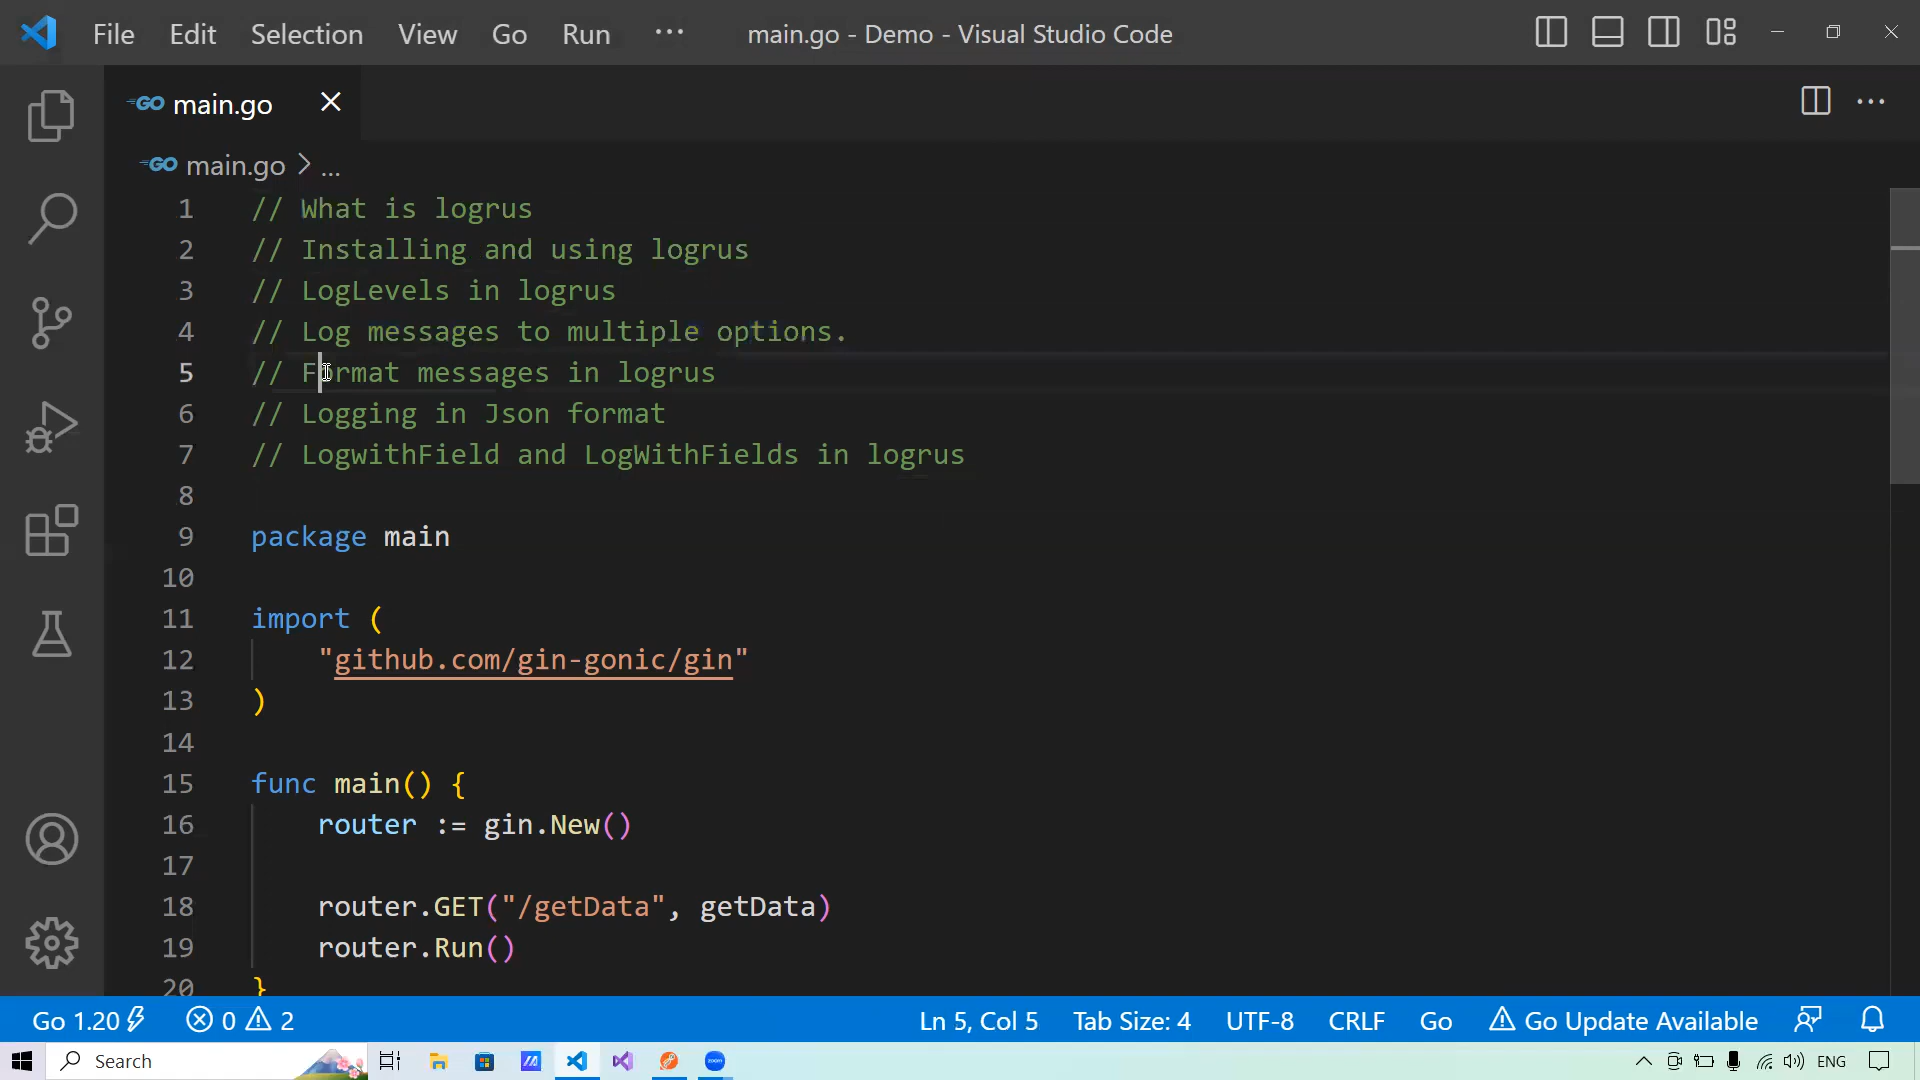 File Edit Selection View Go Run ··· main.go - Demo - Visual Studio Code
GO main.go
GO main.go > ...
1 // What is logrus
2 // Installing and using logrus
3 // LogLevels in logrus
4 // Log messages to multiple options.
5 // Format messages in logrus
6 // Logging in Json format
7 // LogwithField and LogWithFields in logrus
8
9 package main
10
11 import (
12 "github.com/gin-gonic/gin"
13 )
14
15 func main() {
16 router := gin.New()
17
18 router.GET("/getData", getData)
19 router.Run()
20 }
Go 1.20 0 2 Ln 5, Col 5 Tab Size: 4 UTF-8 CRLF Go Go Update Available
Search zoom ENG